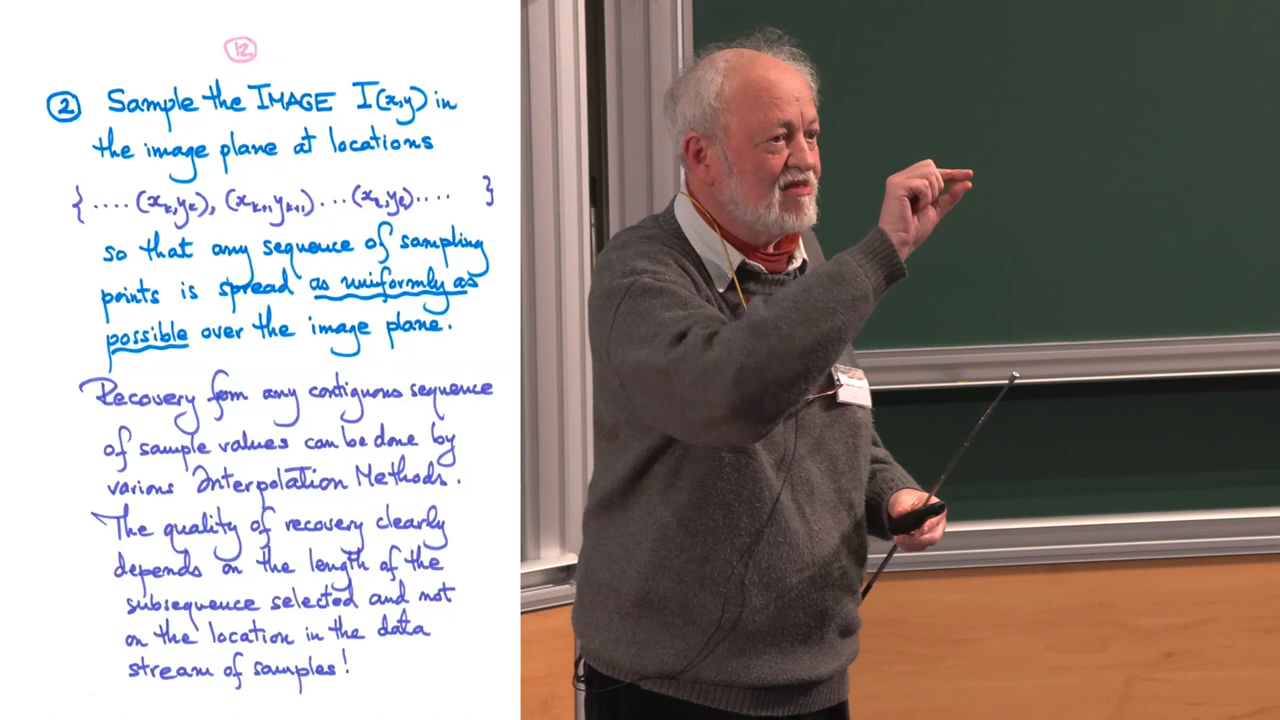 12
2 Sample the IMAGE I(x,y) in
the image plane at locations
{ .... (xₖ,yₖ), (xₖ₊₁,yₖ₊₁) ... (xₗ,yₗ) .... }
so that any sequence of sampling
points is spread as uniformly as
possible over the image plane.
Recovery from any contiguous sequence
of sample values can be done by
various Interpolation Methods.
The quality of recovery clearly
depends on the length of the
subsequence selected and not
on the location in the data
stream of samples!